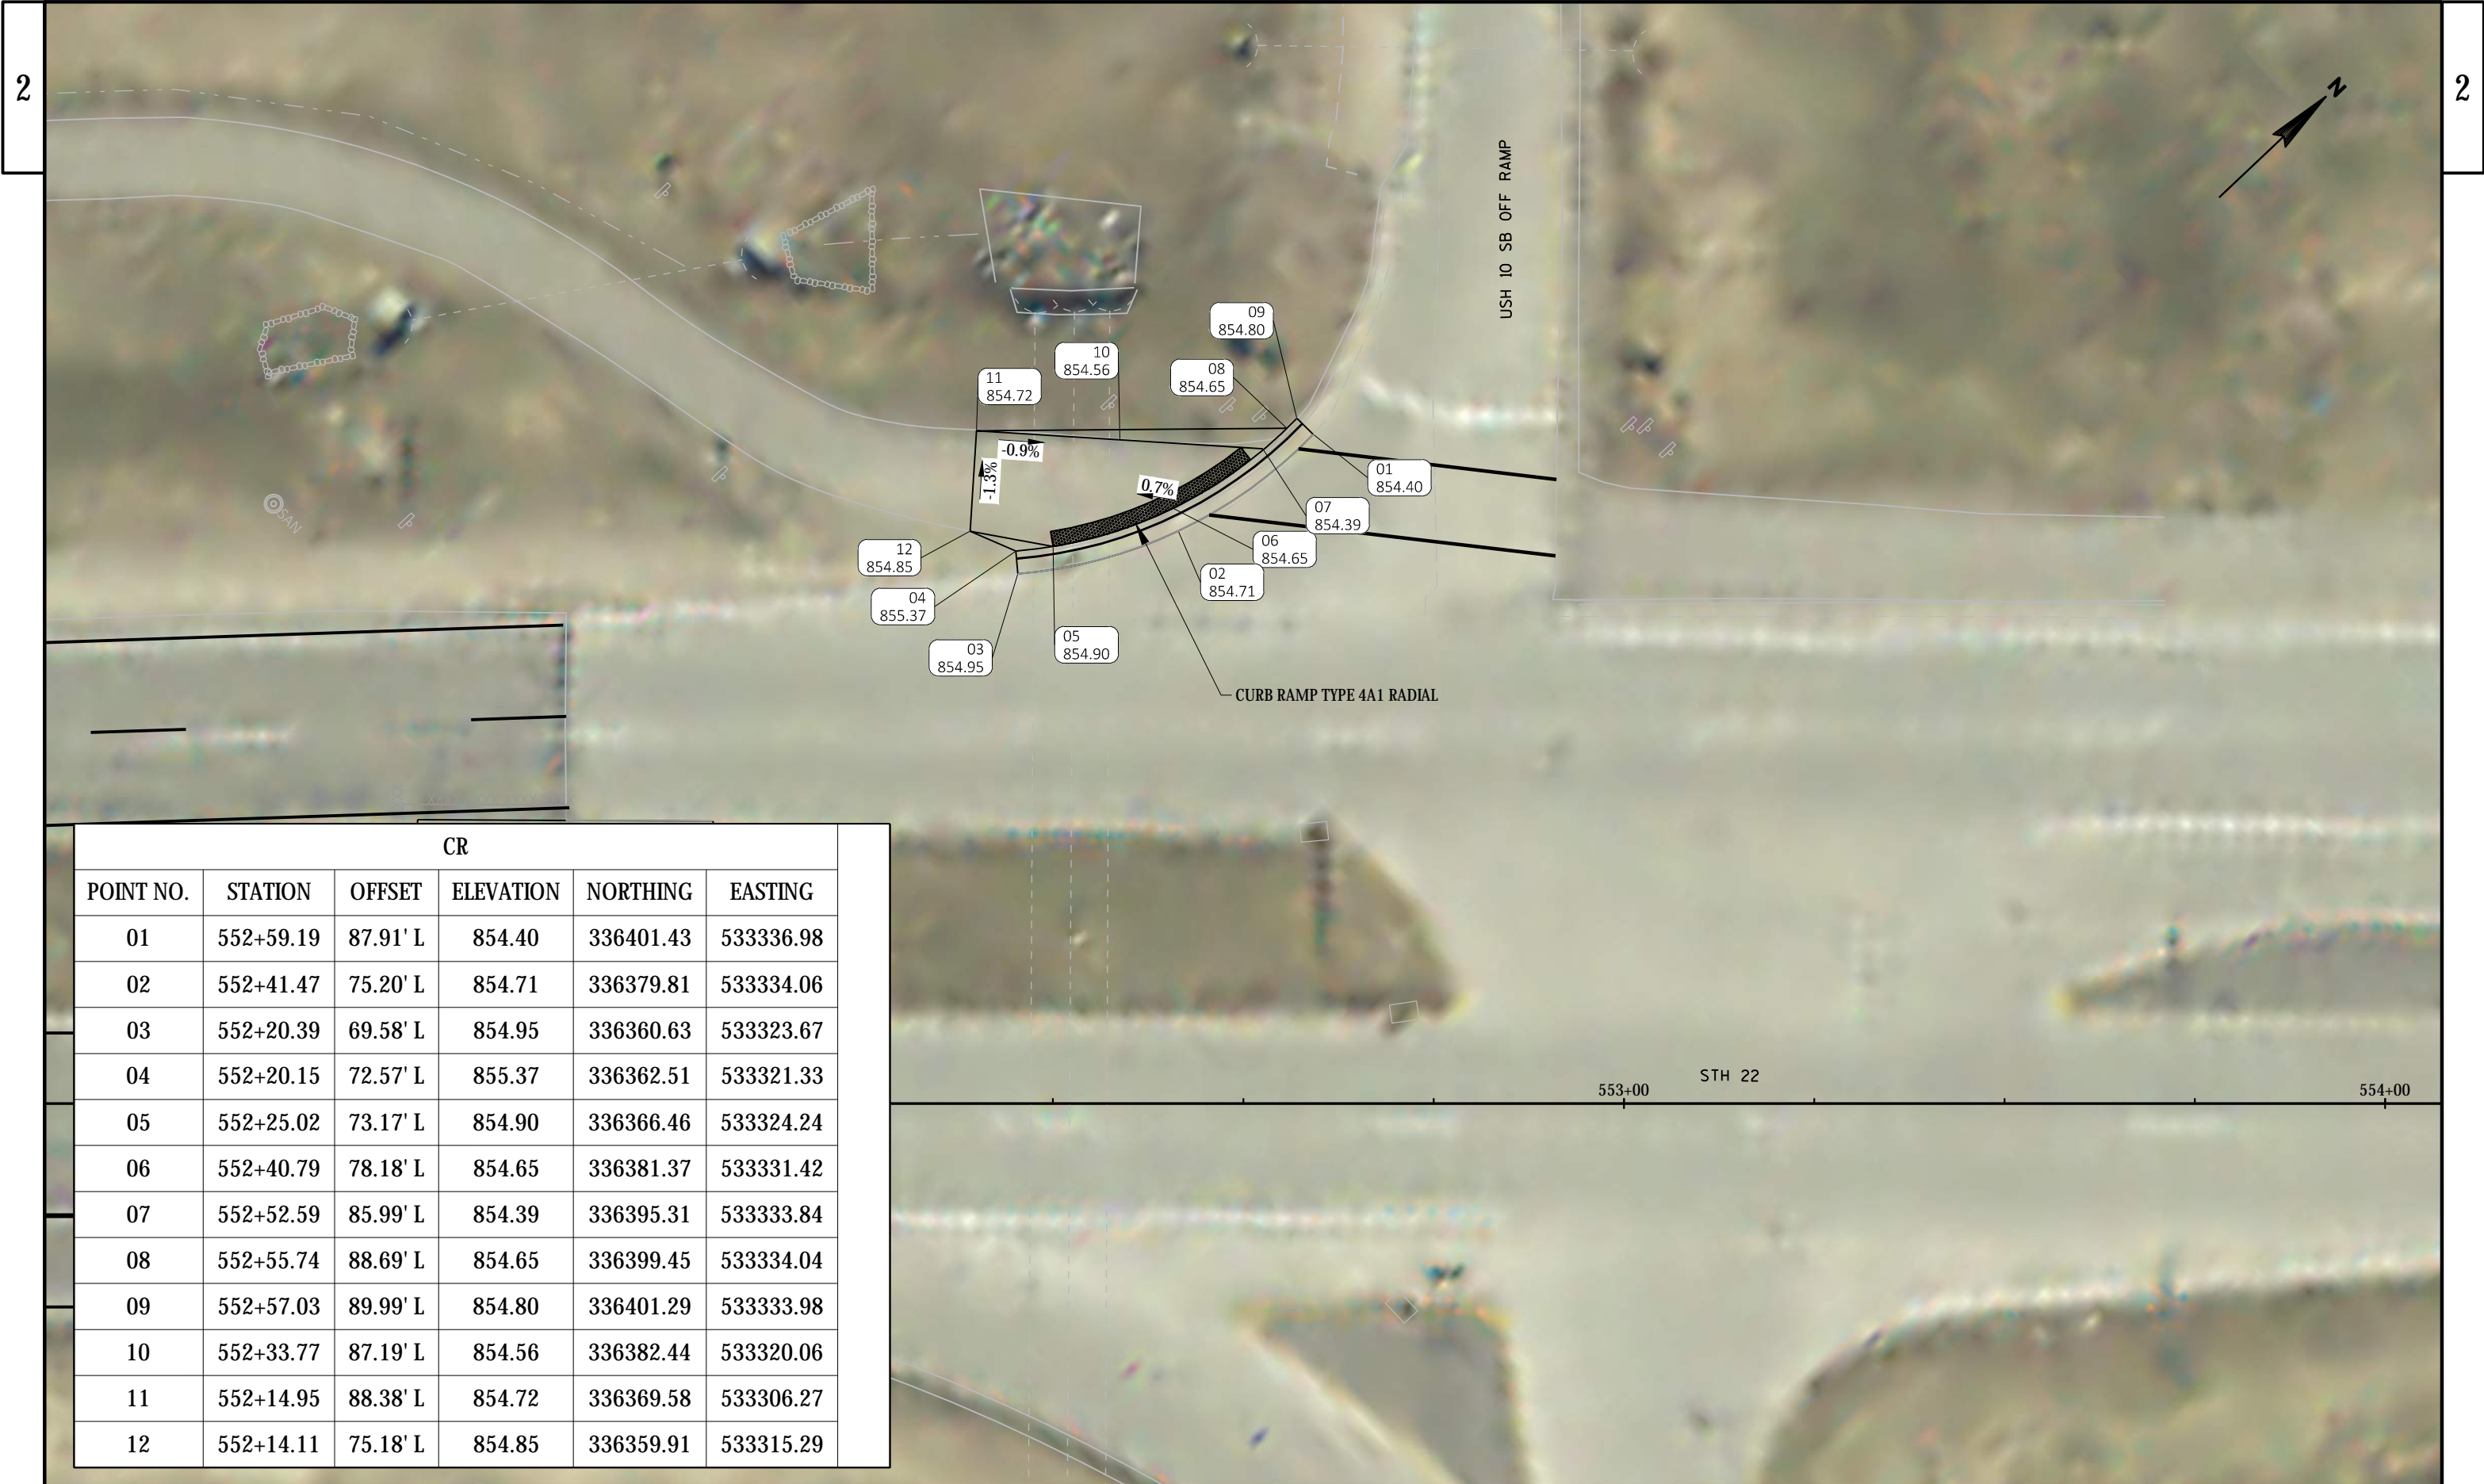 2
2
N
USH 10 SB OFF RAMP
09
854.80
10
854.56
08
854.65
11
854.72
-0.9%
-1.3%
0.7%
01
854.40
07
854.39
06
854.65
12
854.85
02
854.71
04
855.37
05
854.90
03
854.95
SAN
CURB RAMP TYPE 4A1 RADIAL
STH 22
553+00
554+00
CR
POINT NO. STATION OFFSET ELEVATION NORTHING EASTING
01 552+59.19 87.91' L 854.40 336401.43 533336.98
02 552+41.47 75.20' L 854.71 336379.81 533334.06
03 552+20.39 69.58' L 854.95 336360.63 533323.67
04 552+20.15 72.57' L 855.37 336362.51 533321.33
05 552+25.02 73.17' L 854.90 336366.46 533324.24
06 552+40.79 78.18' L 854.65 336381.37 533331.42
07 552+52.59 85.99' L 854.39 336395.31 533333.84
08 552+55.74 88.69' L 854.65 336399.45 533334.04
09 552+57.03 89.99' L 854.80 336401.29 533333.98
10 552+33.77 87.19' L 854.56 336382.44 533320.06
11 552+14.95 88.38' L 854.72 336369.58 533306.27
12 552+14.11 75.18' L 854.85 336359.91 533315.29